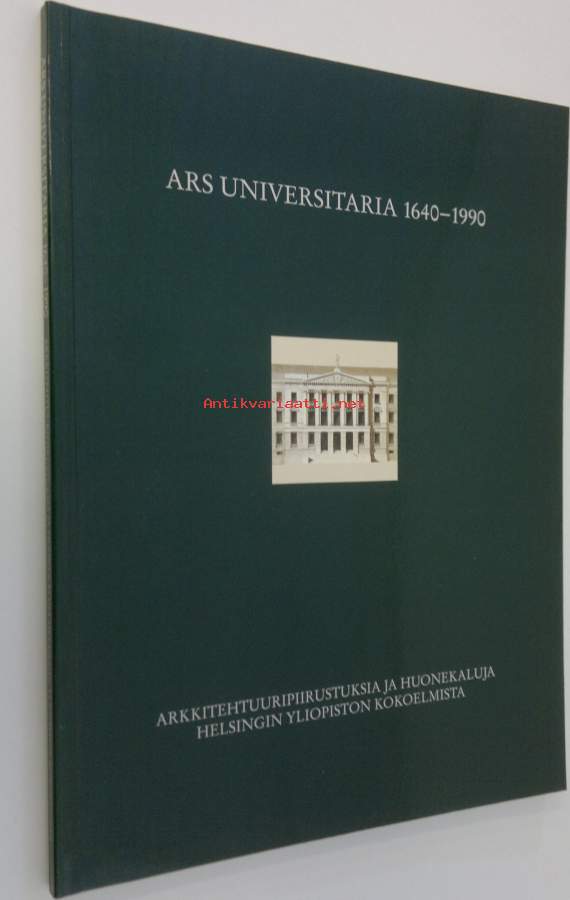 ARS UNIVERSITARIA 1640–1990
Antikvariaatti.net
ARKKITEHTUURIPIIRUSTUKSIA JA HUONEKALUJA
HELSINGIN YLIOPISTON KOKOELMISTA